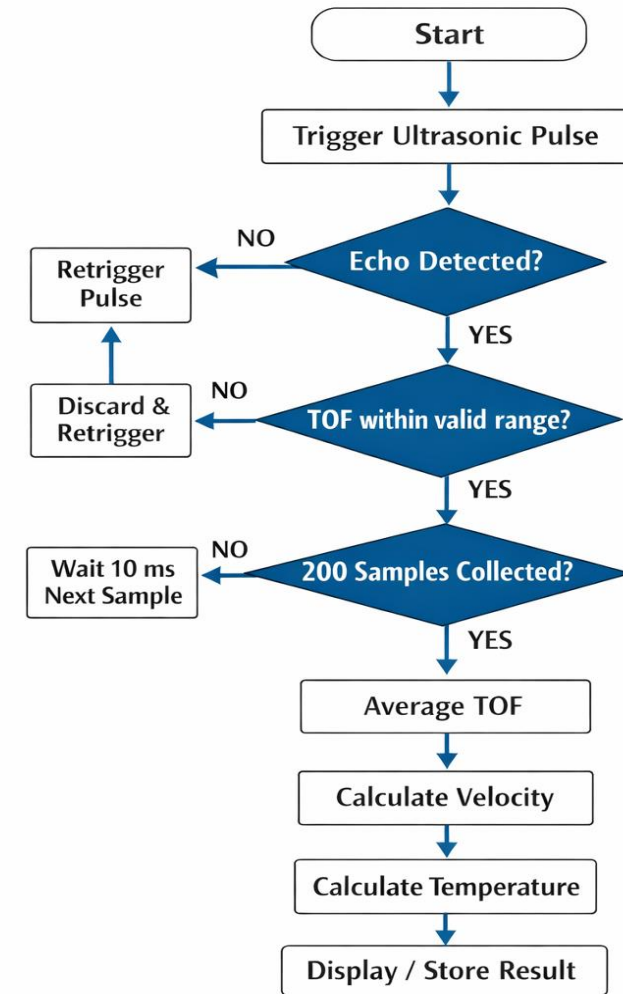 Start
Trigger Ultrasonic Pulse
NO
Echo Detected?
Retrigger
Pulse
YES
NO
Discard &
Retrigger
TOF within valid range?
YES
NO
Wait 10 ms
Next Sample
200 Samples Collected?
YES
Average TOF
Calculate Velocity
Calculate Temperature
Display / Store Result